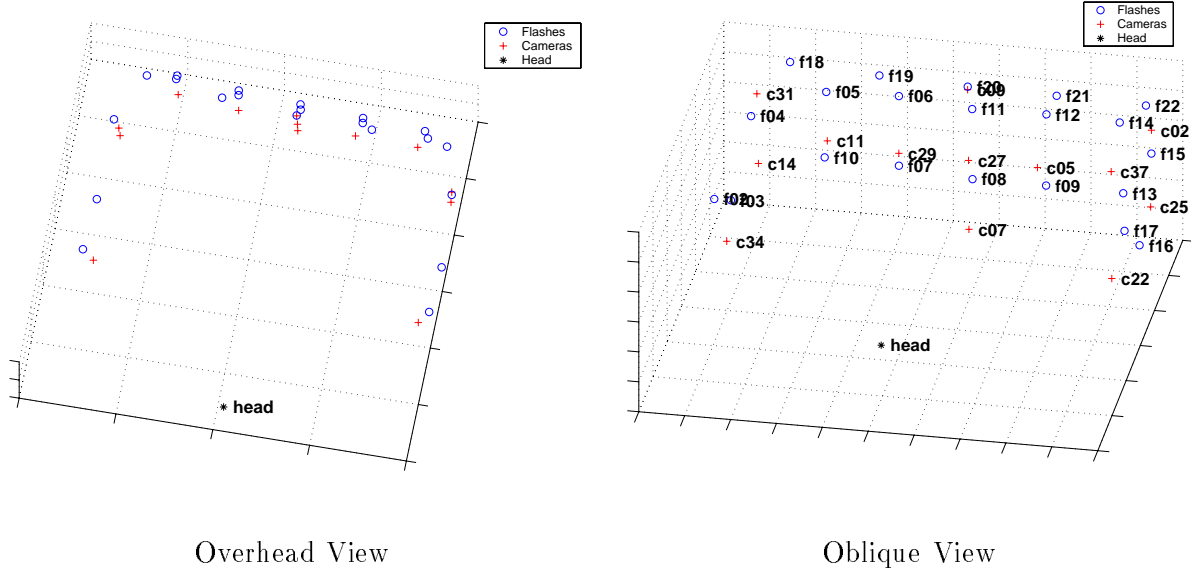 Flashes
Cameras
Head
head
Overhead View
Flashes
Cameras
Head
f18
f19
f20
c09
f21
f22
c31
f05
f06
f11
f12
f14
f04
c02
c11
c29
c27
c05
c37
f15
c14
f10
f07
f08
f09
f13
f02
f03
c25
c34
c07
f17
f16
c22
head
Oblique View